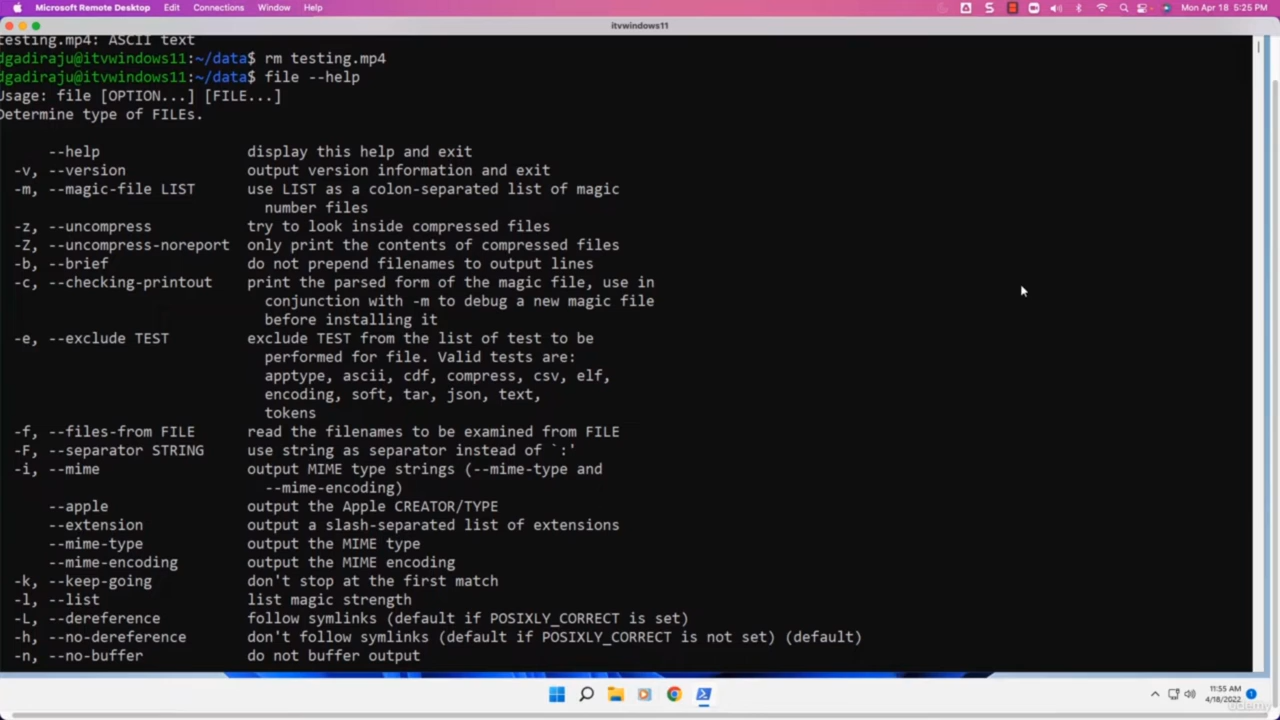 Microsoft Remote Desktop Edit Connections Window Help Mon Apr 18 5:25 PM
itvwindows11
testing.mp4: ASCII text
dgadiraju@itvwindows11:~/data$ rm testing.mp4
dgadiraju@itvwindows11:~/data$ file --help
Usage: file [OPTION...] [FILE...]
Determine type of FILEs.
--help display this help and exit
-v, --version output version information and exit
-m, --magic-file LIST use LIST as a colon-separated list of magic
number files
-z, --uncompress try to look inside compressed files
-Z, --uncompress-noreport only print the contents of compressed files
-b, --brief do not prepend filenames to output lines
-c, --checking-printout print the parsed form of the magic file, use in
conjunction with -m to debug a new magic file
before installing it
-e, --exclude TEST exclude TEST from the list of test to be
performed for file. Valid tests are:
apptype, ascii, cdf, compress, csv, elf,
encoding, soft, tar, json, text,
tokens
-f, --files-from FILE read the filenames to be examined from FILE
-F, --separator STRING use string as separator instead of `:'
-i, --mime output MIME type strings (--mime-type and
--mime-encoding)
--apple output the Apple CREATOR/TYPE
--extension output a slash-separated list of extensions
--mime-type output the MIME type
--mime-encoding output the MIME encoding
-k, --keep-going don't stop at the first match
-l, --list list magic strength
-L, --dereference follow symlinks (default if POSIXLY_CORRECT is set)
-h, --no-dereference don't follow symlinks (default if POSIXLY_CORRECT is not set) (default)
-n, --no-buffer do not buffer output
11:55 AM
4/18/2022
1
udemy